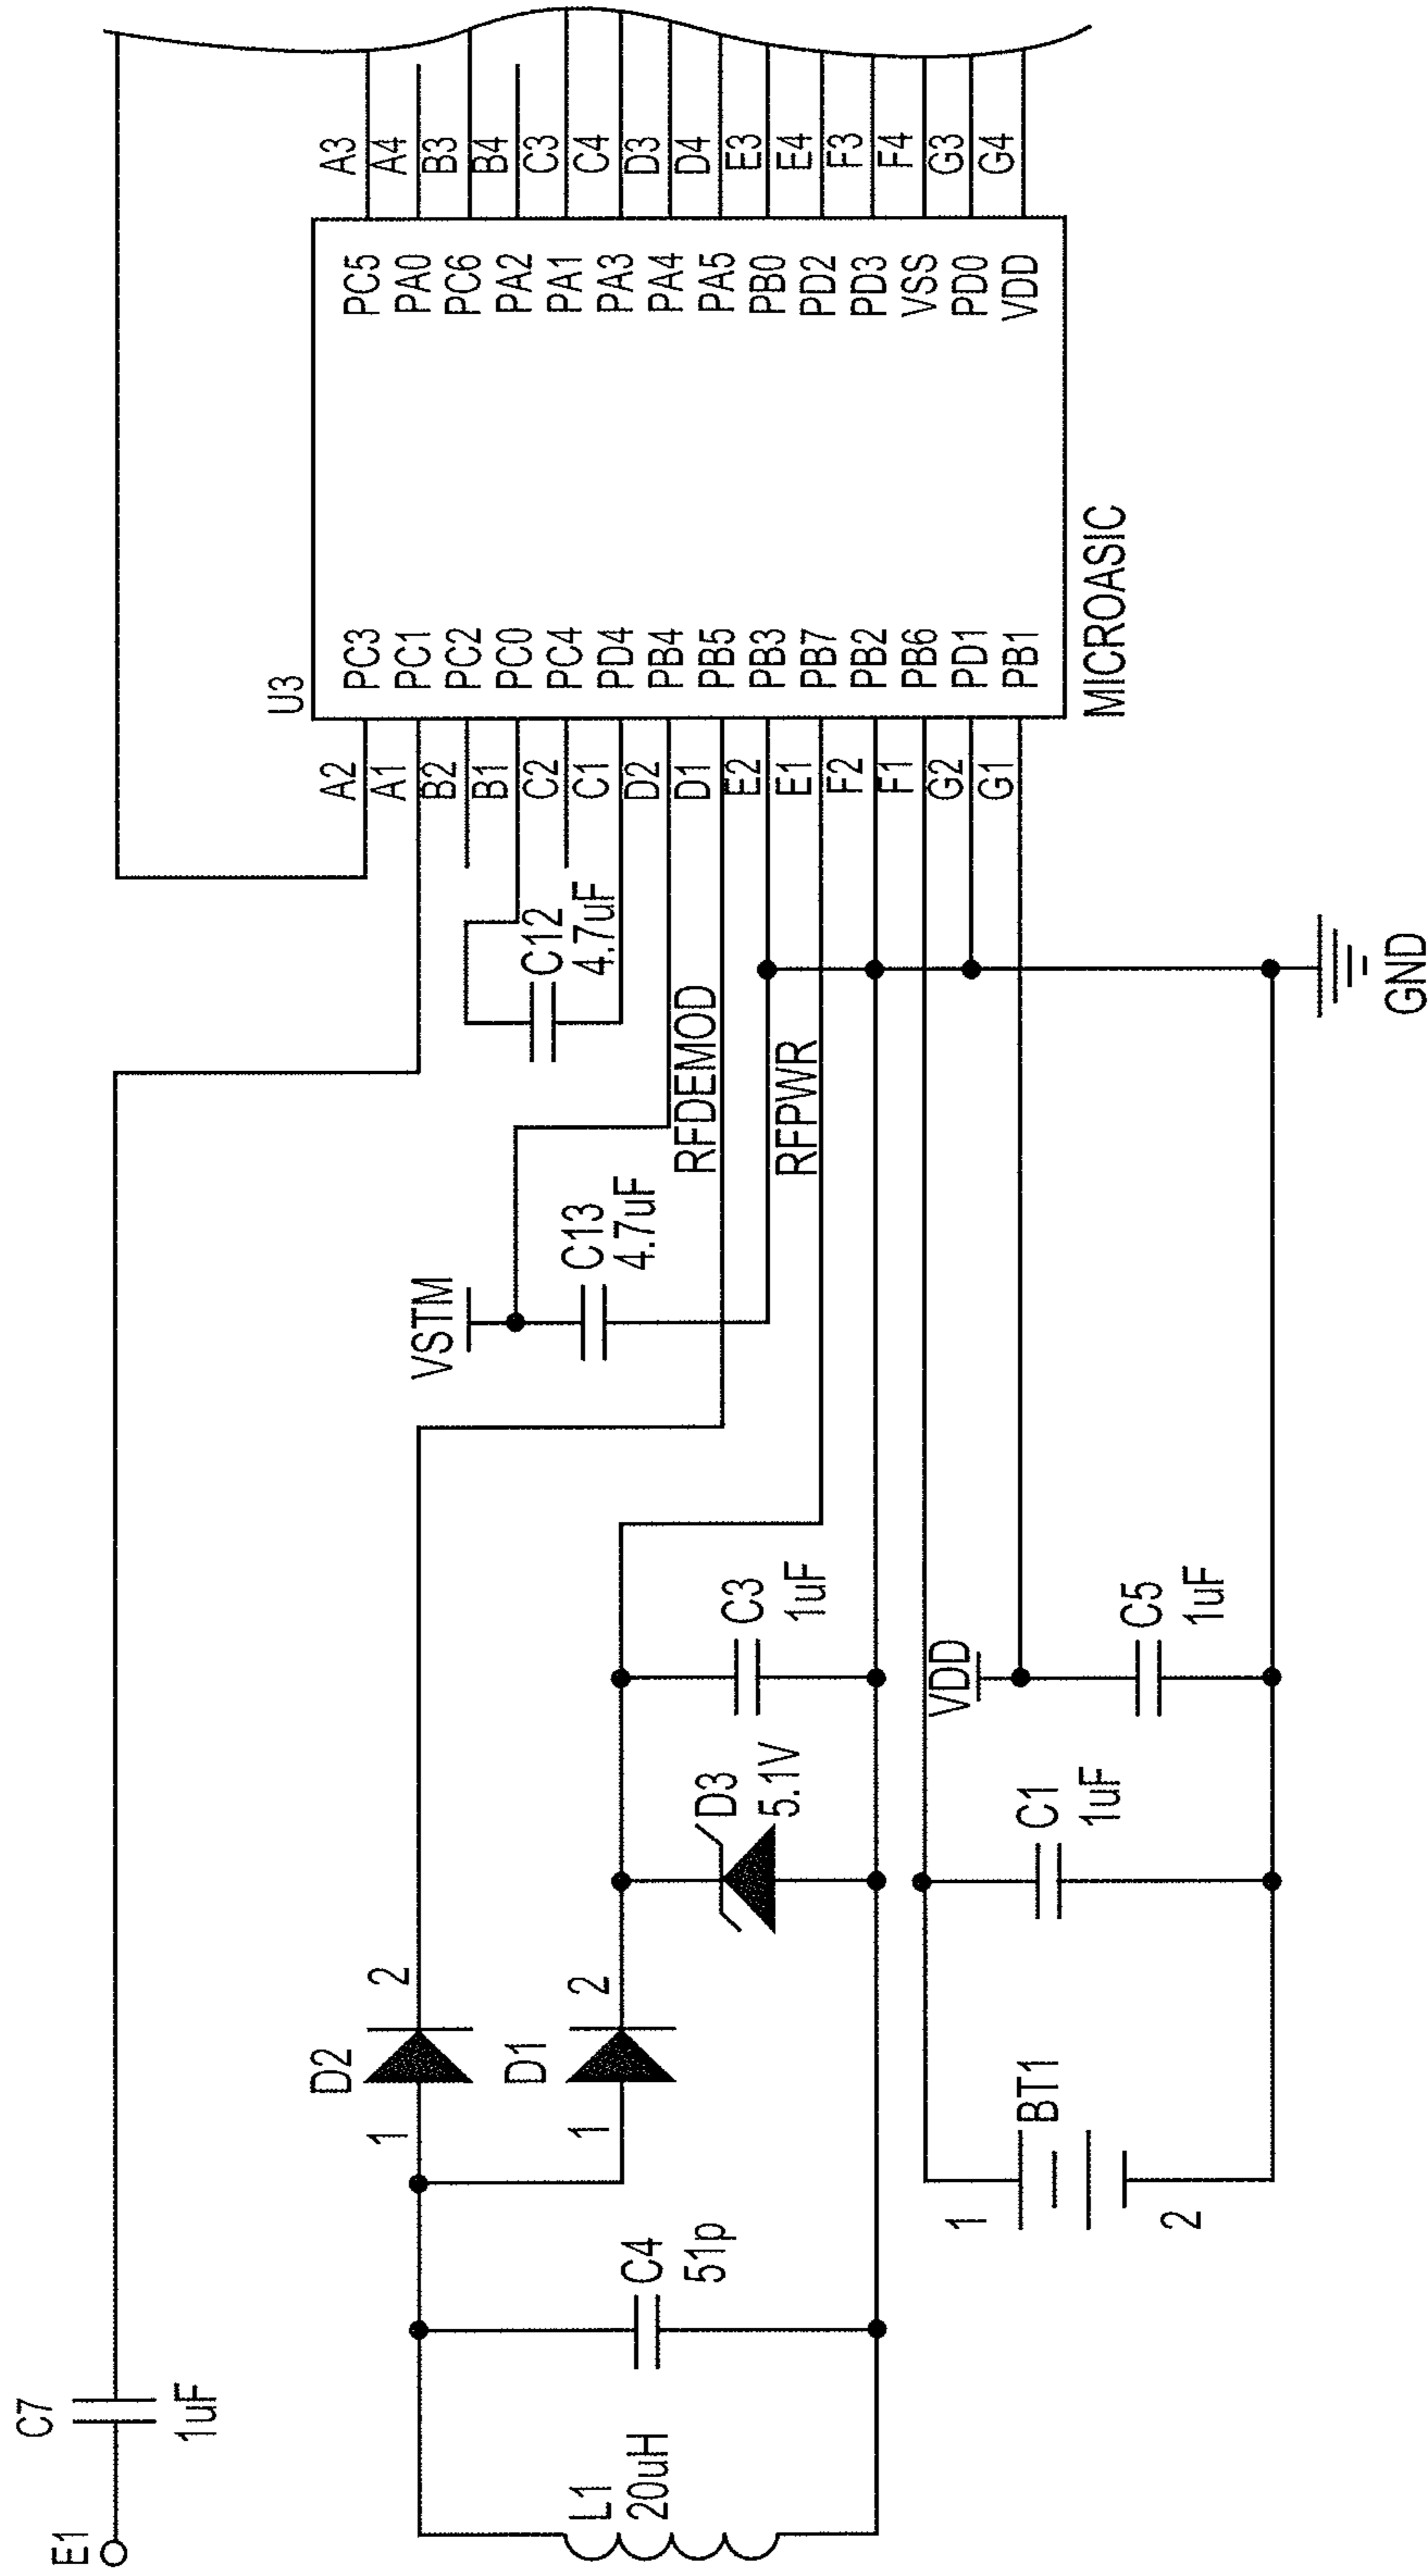 E1
C7
1uF
L1
20uH
C4
51p
D2
1
2
D1
1
2
D3
5.1V
C3
1uF
VSTM
C13
4.7uF
C12
4.7uF
RFDEMOD
RFPWR
BT1
1
2
C1
1uF
VDD
C5
1uF
GND
U3
A2
A1
B2
B1
C2
C1
D2
D1
E2
E1
F2
F1
G2
G1
PC3
PC1
PC2
PC0
PC4
PD4
PB4
PB5
PB3
PB7
PB2
PB6
PD1
PB1
PC5
PA0
PC6
PA2
PA1
PA3
PA4
PA5
PB0
PD2
PD3
VSS
PD0
VDD
A3
A4
B3
B4
C3
C4
D3
D4
E3
E4
F3
F4
G3
G4
MICROASIC